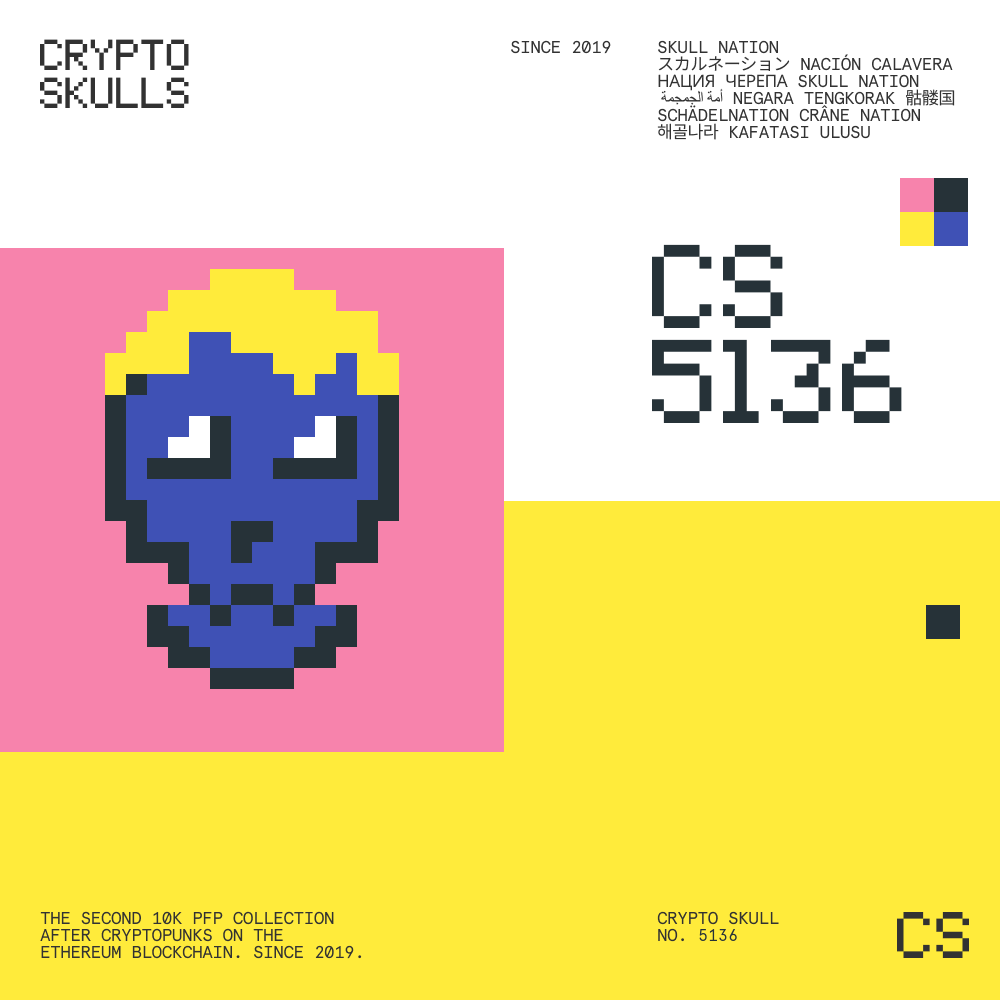 CRYPTO
SKULLS
SINCE 2019
SKULL NATION
スカルネーション NACIÓN CALAVERA
НАЦИЯ ЧЕРЕПА SKULL NATION
أمة الجمجمة NEGARA TENGKORAK 骷髅国
SCHÄDELNATION CRÂNE NATION
해골나라 KAFATASI ULUSU
CS
5136
THE SECOND 10K PFP COLLECTION
AFTER CRYPTOPUNKS ON THE
ETHEREUM BLOCKCHAIN. SINCE 2019.
CRYPTO SKULL
NO. 5136
CS